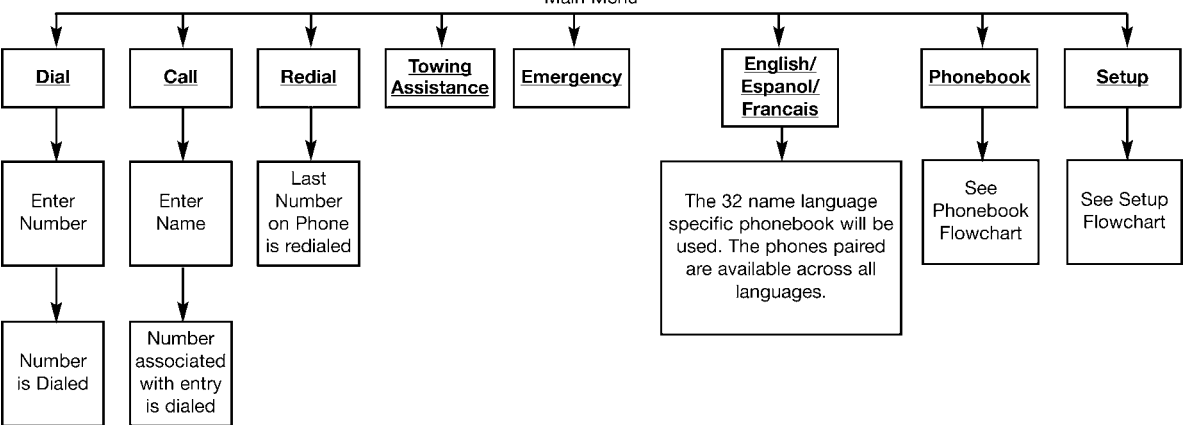 Main Menu
Dial
Call
Redial
Towing
Assistance
Emergency
English/
Espanol/
Francais
Phonebook
Setup
Enter
Number
Enter
Name
Last
Number
on Phone
is redialed
The 32 name language
specific phonebook will be
used. The phones paired
are available across all
languages.
See
Phonebook
Flowchart
See Setup
Flowchart
Number
is Dialed
Number
associated
with entry
is dialed